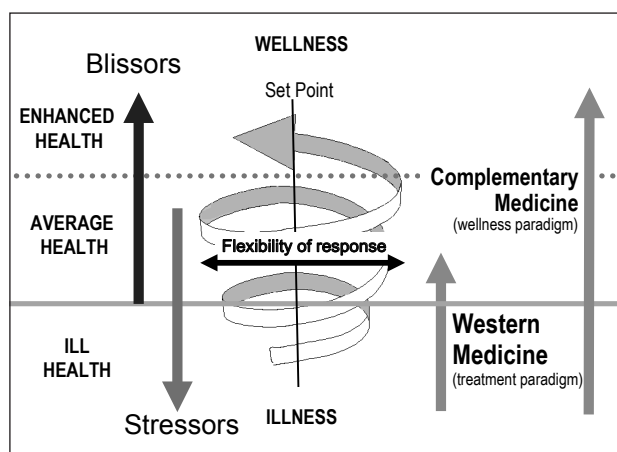 WELLNESS
Blissors
Set Point
ENHANCED
HEALTH
Complementary
Medicine
(wellness paradigm)
AVERAGE
HEALTH
Flexibility of response
Western
Medicine
(treatment paradigm)
ILL
HEALTH
ILLNESS
Stressors